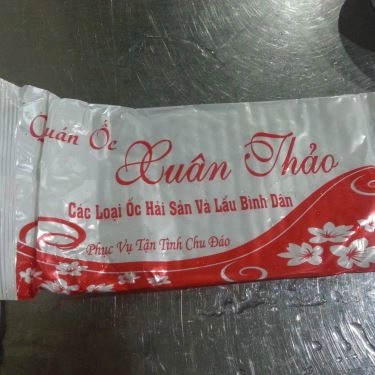 Quán Ốc
Xuân Thảo
Các Loại Ốc Hải Sản Và Lẩu Bình Dân
Phục Vụ Tận Tình Chu Đáo